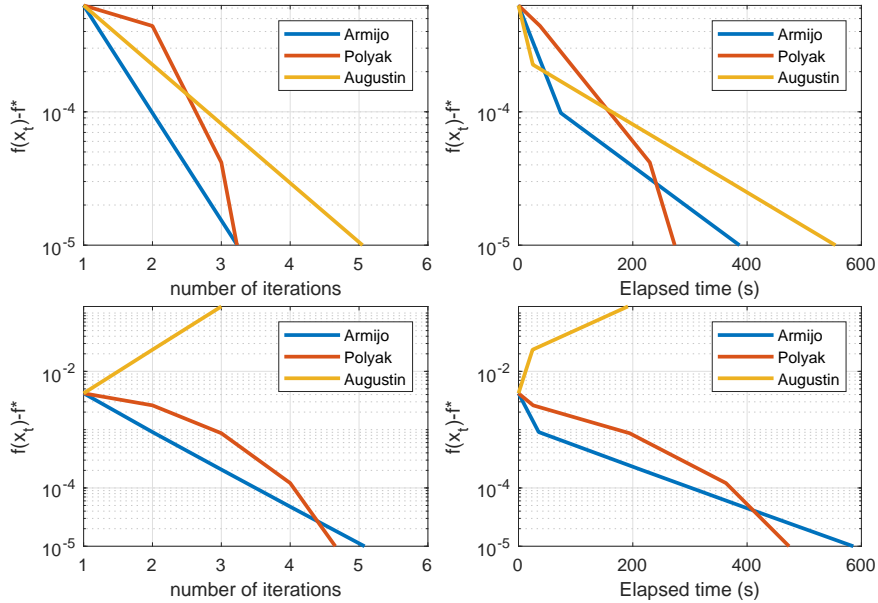 f(x_t)-f*
10^-4
10^-5
Armijo
Polyak
Augustin
1 2 3 4 5 6
number of iterations
f(x_t)-f*
10^-4
10^-5
Armijo
Polyak
Augustin
0 200 400 600
Elapsed time (s)
f(x_t)-f*
10^-2
10^-4
10^-5
Armijo
Polyak
Augustin
1 2 3 4 5 6
number of iterations
f(x_t)-f*
10^-2
10^-4
10^-5
Armijo
Polyak
Augustin
0 200 400 600
Elapsed time (s)